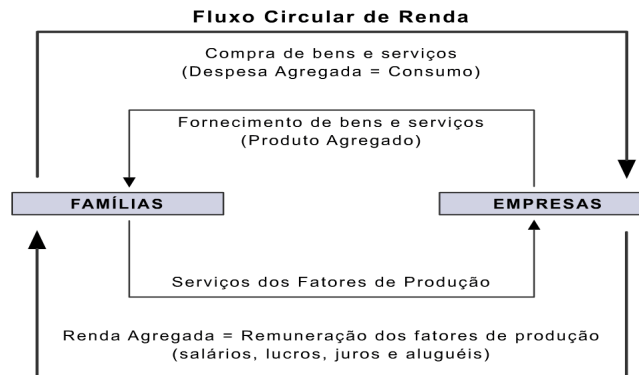 Fluxo Circular de Renda
Compra de bens e serviços
(Despesa Agregada = Consumo)
Fornecimento de bens e serviços
(Produto Agregado)
FAMÍLIAS
EMPRESAS
Serviços dos Fatores de Produção
Renda Agregada = Remuneração dos fatores de produção
(salários, lucros, juros e aluguéis)